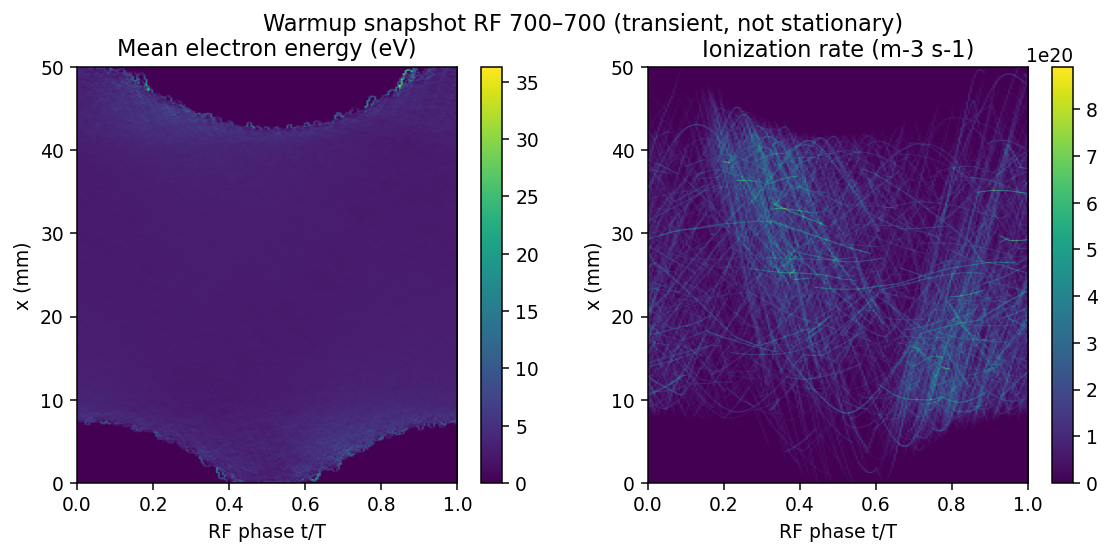 Warmup snapshot RF 700–700 (transient, not stationary)
Mean electron energy (eV)
50
40
30
20
10
0
x (mm)
0.0 0.2 0.4 0.6 0.8 1.0
RF phase t/T
35
30
25
20
15
10
5
0
Ionization rate (m-3 s-1)
1e20
50
40
30
20
10
0
x (mm)
0.0 0.2 0.4 0.6 0.8 1.0
RF phase t/T
8
7
6
5
4
3
2
1
0